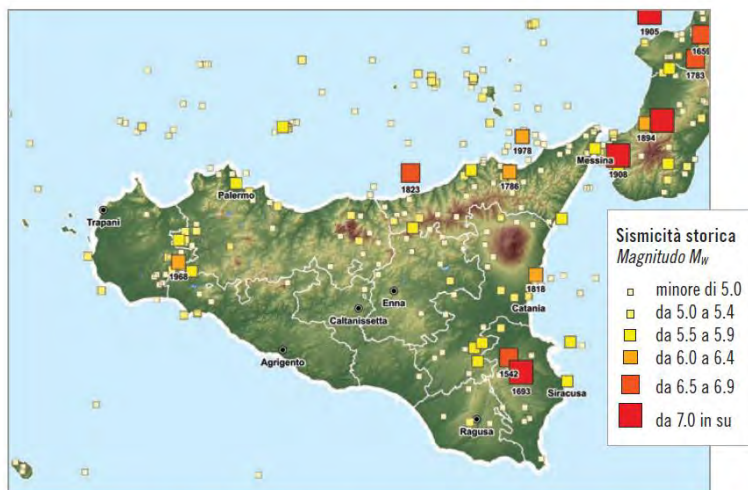 1905
1659
1783
1894
1978
Messina
1908
1786
1823
Palermo
Trapani
1968
1818
Catania
Enna
Caltanissetta
Agrigento
1542
1693
Siracusa
Ragusa
Sismicità storica
Magnitudo Mw
minore di 5.0
da 5.0 a 5.4
da 5.5 a 5.9
da 6.0 a 6.4
da 6.5 a 6.9
da 7.0 in su